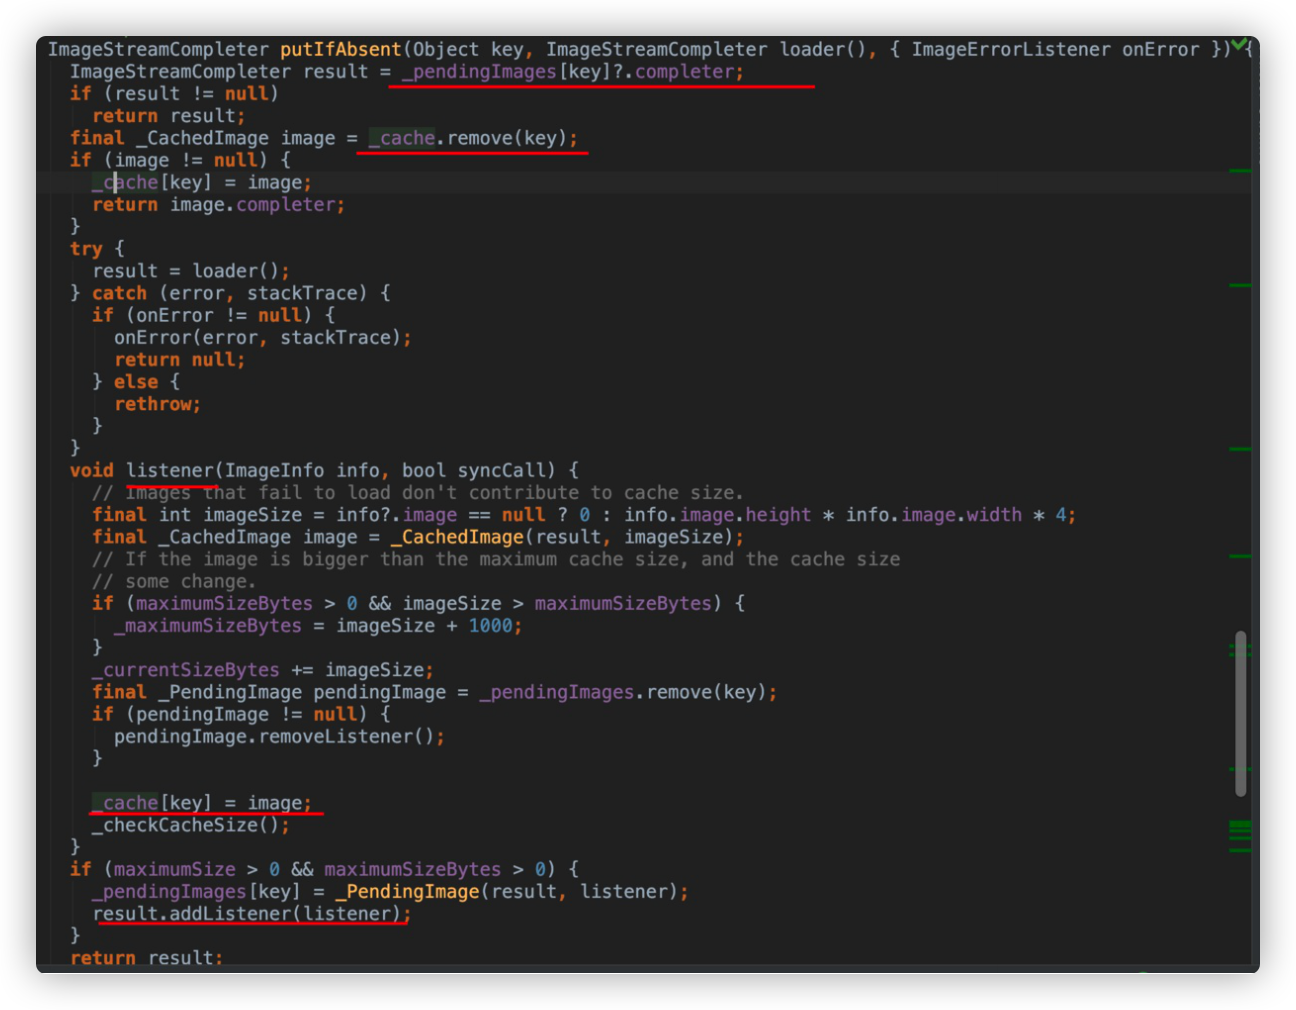 ImageStreamCompleter putIfAbsent(Object key, ImageStreamCompleter loader(), { ImageErrorListener onError }) {
  ImageStreamCompleter result = _pendingImages[key]?.completer;
  if (result != null)
    return result;
  final _CachedImage image = _cache.remove(key);
  if (image != null) {
    _cache[key] = image;
    return image.completer;
  }
  try {
    result = loader();
  } catch (error, stackTrace) {
    if (onError != null) {
      onError(error, stackTrace);
      return null;
    } else {
      rethrow;
    }
  }
  void listener(ImageInfo info, bool syncCall) {
    // Images that fail to load don't contribute to cache size.
    final int imageSize = info?.image == null ? 0 : info.image.height * info.image.width * 4;
    final _CachedImage image = _CachedImage(result, imageSize);
    // If the image is bigger than the maximum cache size, and the cache size
    // some change.
    if (maximumSizeBytes > 0 && imageSize > maximumSizeBytes) {
      _maximumSizeBytes = imageSize + 1000;
    }
    _currentSizeBytes += imageSize;
    final _PendingImage pendingImage = _pendingImages.remove(key);
    if (pendingImage != null) {
      pendingImage.removeListener();
    }

    _cache[key] = image;
    _checkCacheSize();
  }
  if (maximumSize > 0 && maximumSizeBytes > 0) {
    _pendingImages[key] = _PendingImage(result, listener);
    result.addListener(listener);
  }
  return result;